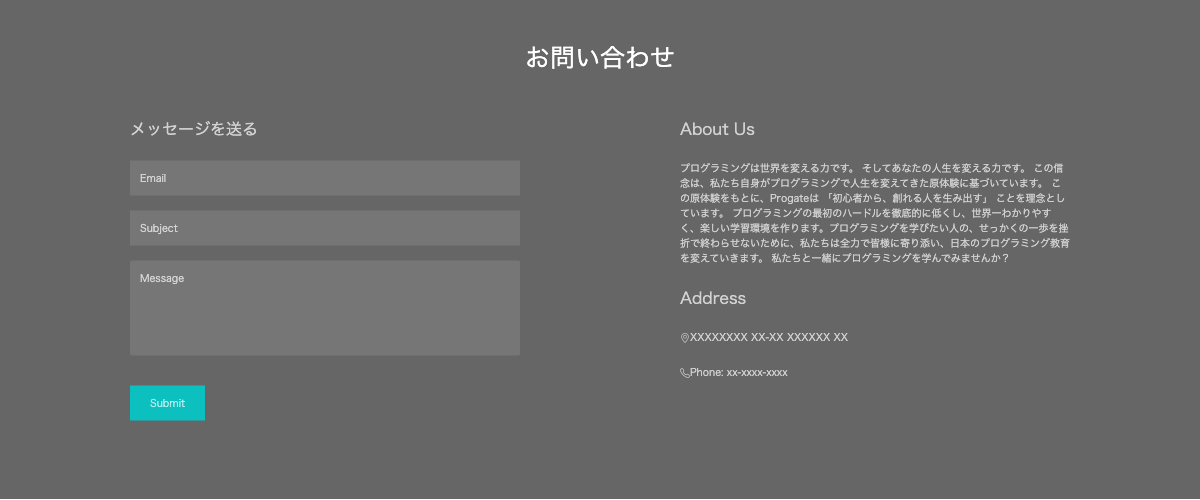 お問い合わせ
メッセージを送る
Email
Subject
Message
Submit
About Us
プログラミングは世界を変える力です。 そしてあなたの人生を変える力です。 この信
念は、私たち自身がプログラミングで人生を変えてきた原体験に基づいています。 こ
の原体験をもとに、Progateは 「初心者から、創れる人を生み出す」 ことを理念とし
ています。 プログラミングの最初のハードルを徹底的に低くし、世界一わかりやす
く、楽しい学習環境を作ります。プログラミングを学びたい人の、せっかくの一歩を挫
折で終わらせないために、私たちは全力で皆様に寄り添い、日本のプログラミング教育
を変えていきます。 私たちと一緒にプログラミングを学んでみませんか？
Address
XXXXXXXX XX-XX XXXXXX XX
Phone: xx-xxxx-xxxx